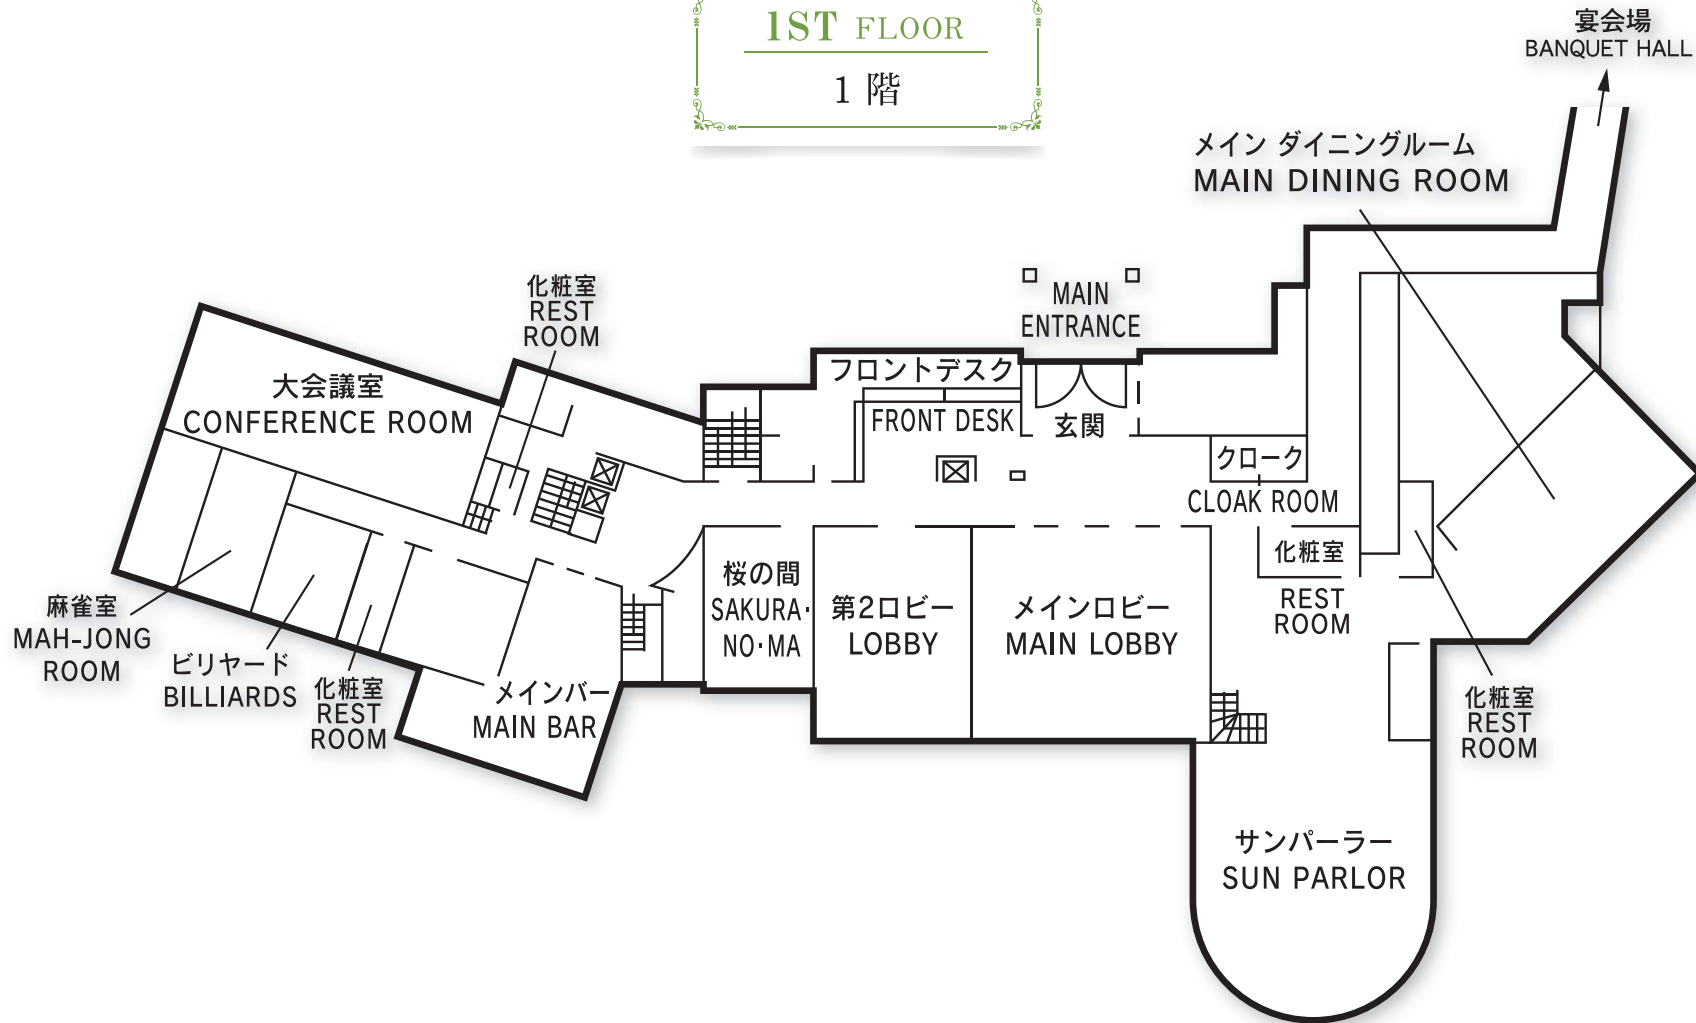 1ST FLOOR
1 階
宴会場
BANQUET HALL
メイン ダイニングルーム
MAIN DINING ROOM
化粧室
REST
ROOM
MAIN
ENTRANCE
大会議室
CONFERENCE ROOM
フロントデスク
FRONT DESK
玄関
クローク
CLOAK ROOM
化粧室
REST
ROOM
桜の間
SAKURA・
NO・MA
第2ロビー
LOBBY
メインロビー
MAIN LOBBY
麻雀室
MAH-JONG
ROOM
ビリヤード
BILLIARDS
化粧室
REST
ROOM
メインバー
MAIN BAR
化粧室
REST
ROOM
サンパーラー
SUN PARLOR